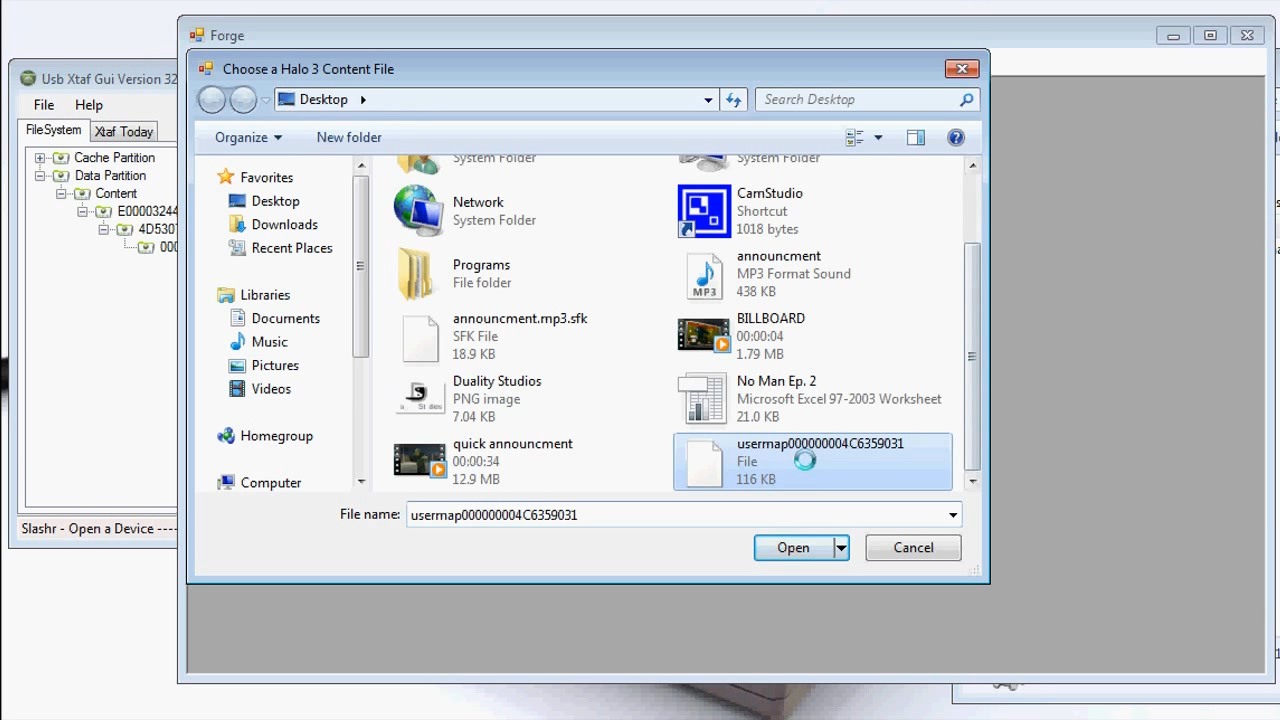 Forge
Choose a Halo 3 Content File
Usb Xtaf Gui Version 32
Desktop
Search Desktop
File Help
Organize New folder
FileSystem Xtaf Today
Cache Partition
Data Partition
Content
E00003244
4D530
000
Favorites
Desktop
Downloads
Recent Places
Libraries
Documents
Music
Pictures
Videos
Homegroup
Computer
System Folder
System Folder
Network
System Folder
CamStudio
Shortcut
1018 bytes
Programs
File folder
announcment
MP3 Format Sound
438 KB
MP3
announcment.mp3.sfk
SFK File
18.9 KB
BILLBOARD
00:00:04
1.79 MB
Duality Studios
PNG image
7.04 KB
No Man Ep. 2
Microsoft Excel 97-2003 Worksheet
21.0 KB
quick announcment
00:00:34
12.9 MB
usermap000000004C6359031
File
116 KB
File name: usermap000000004C6359031
Open Cancel
Slashr - Open a Device ----